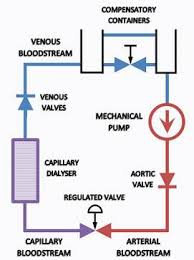 COMPENSATORY
CONTAINERS
VENOUS
BLOODSTREAM
VENOUS
VALVES
MECHANICAL
PUMP
CAPILLARY
DIALYSER
AORTIC
VALVE
REGULATED VALVE
CAPILLARY
BLOODSTREAM
ARTERIAL
BLOODSTREAM